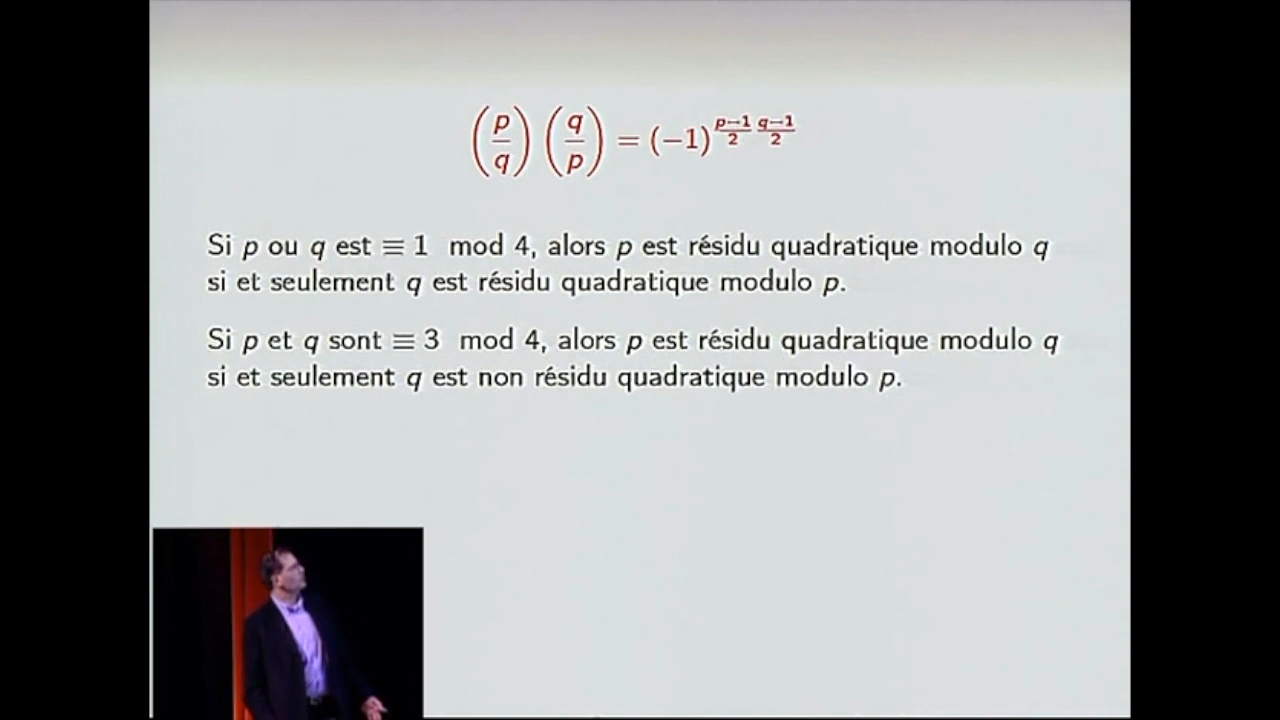 (p/q) (q/p) = (−1)^{p−1/2 q−1/2}
Si p ou q est ≡ 1 mod 4, alors p est résidu quadratique modulo q
si et seulement q est résidu quadratique modulo p.
Si p et q sont ≡ 3 mod 4, alors p est résidu quadratique modulo q
si et seulement q est non résidu quadratique modulo p.